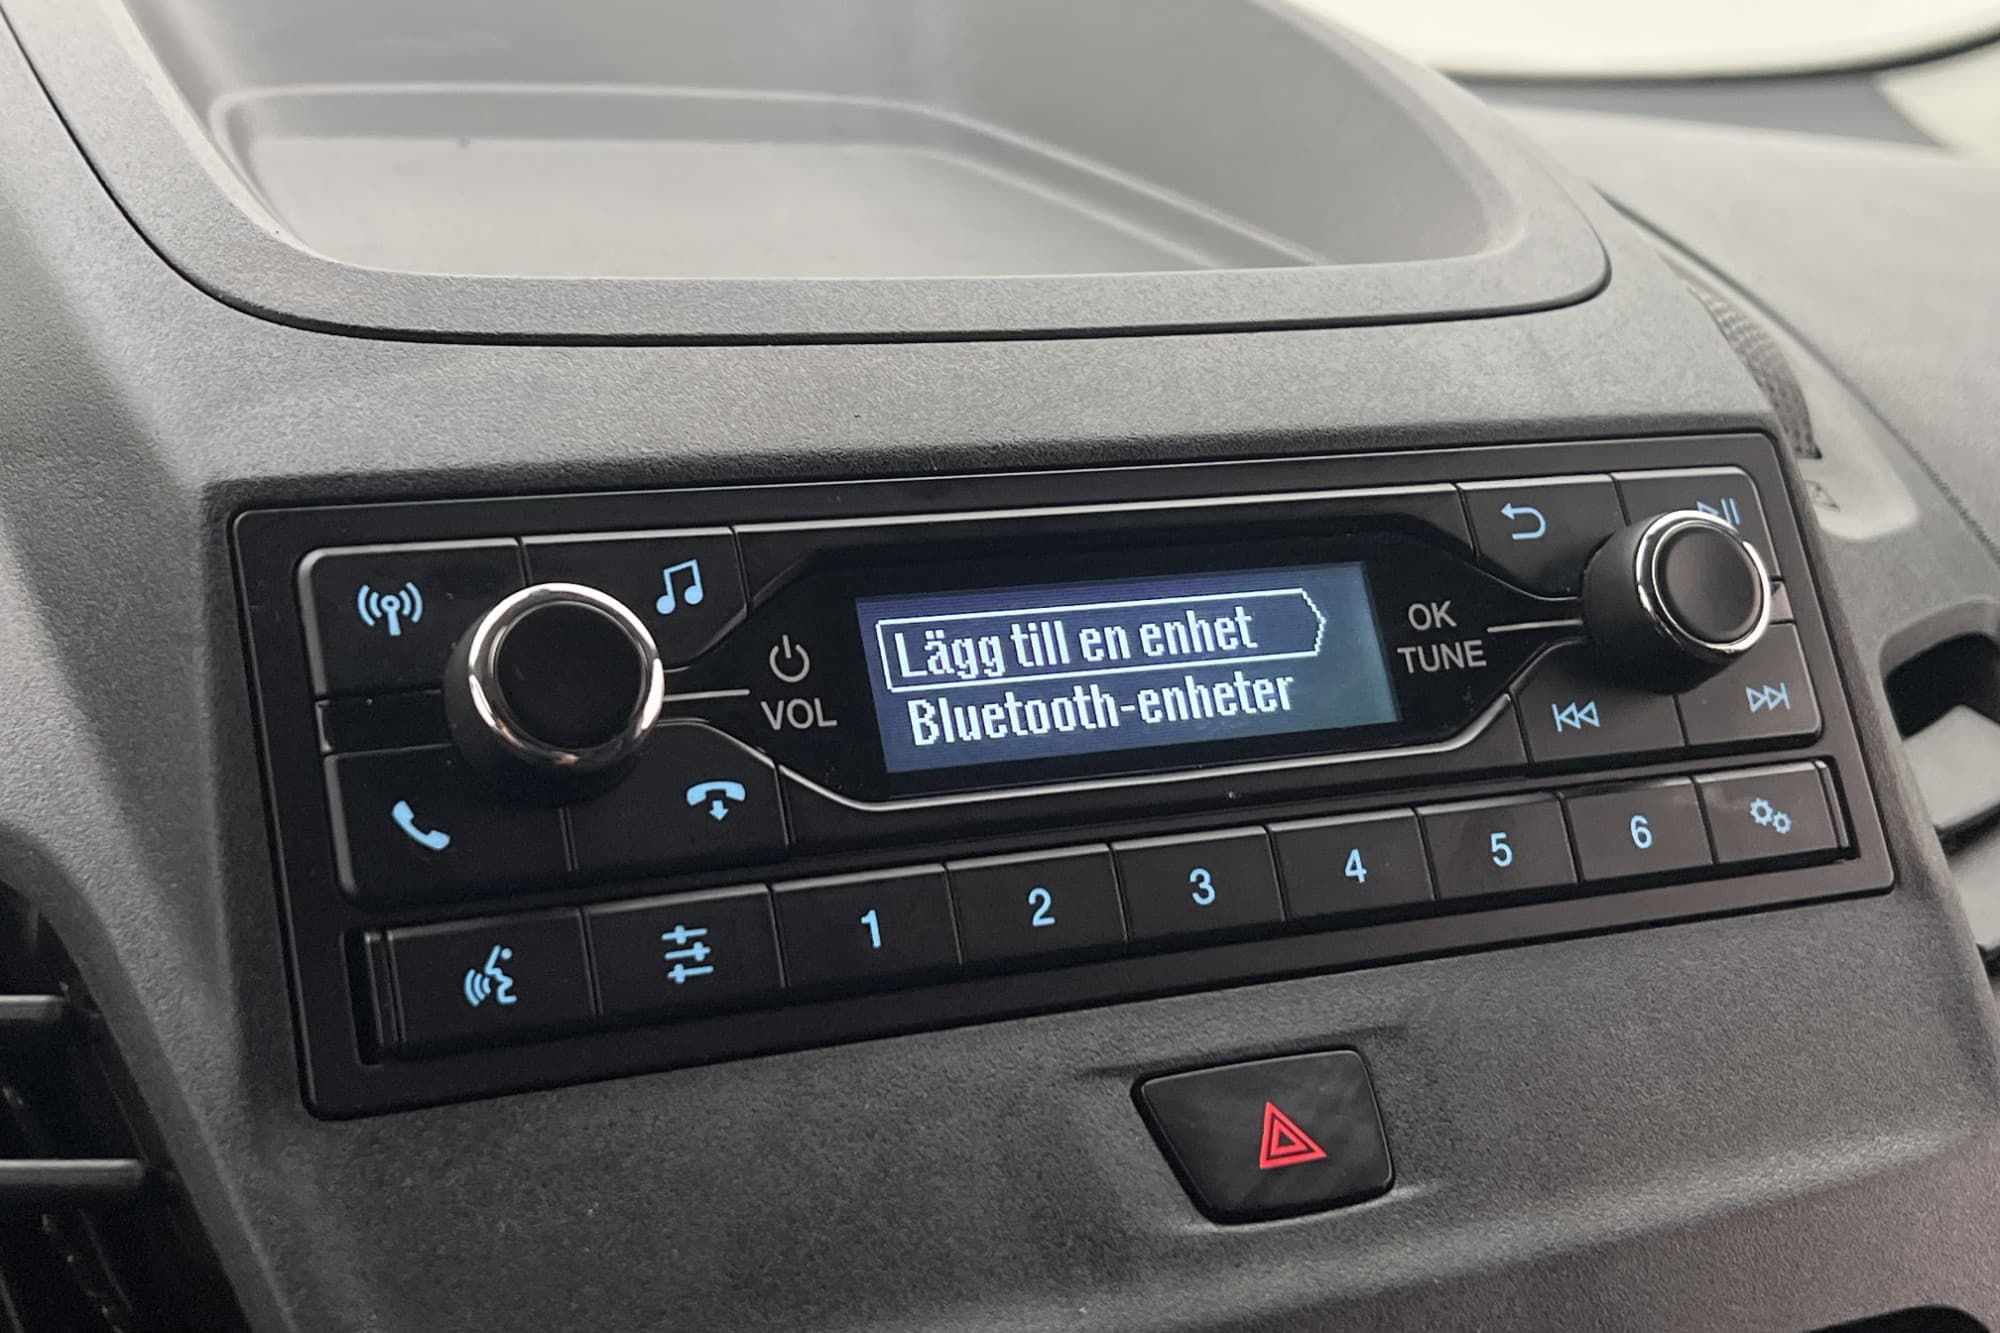 Lägg till en enhet
Bluetooth-enheter
VOL
OK
TUNE
1 2 3 4 5 6